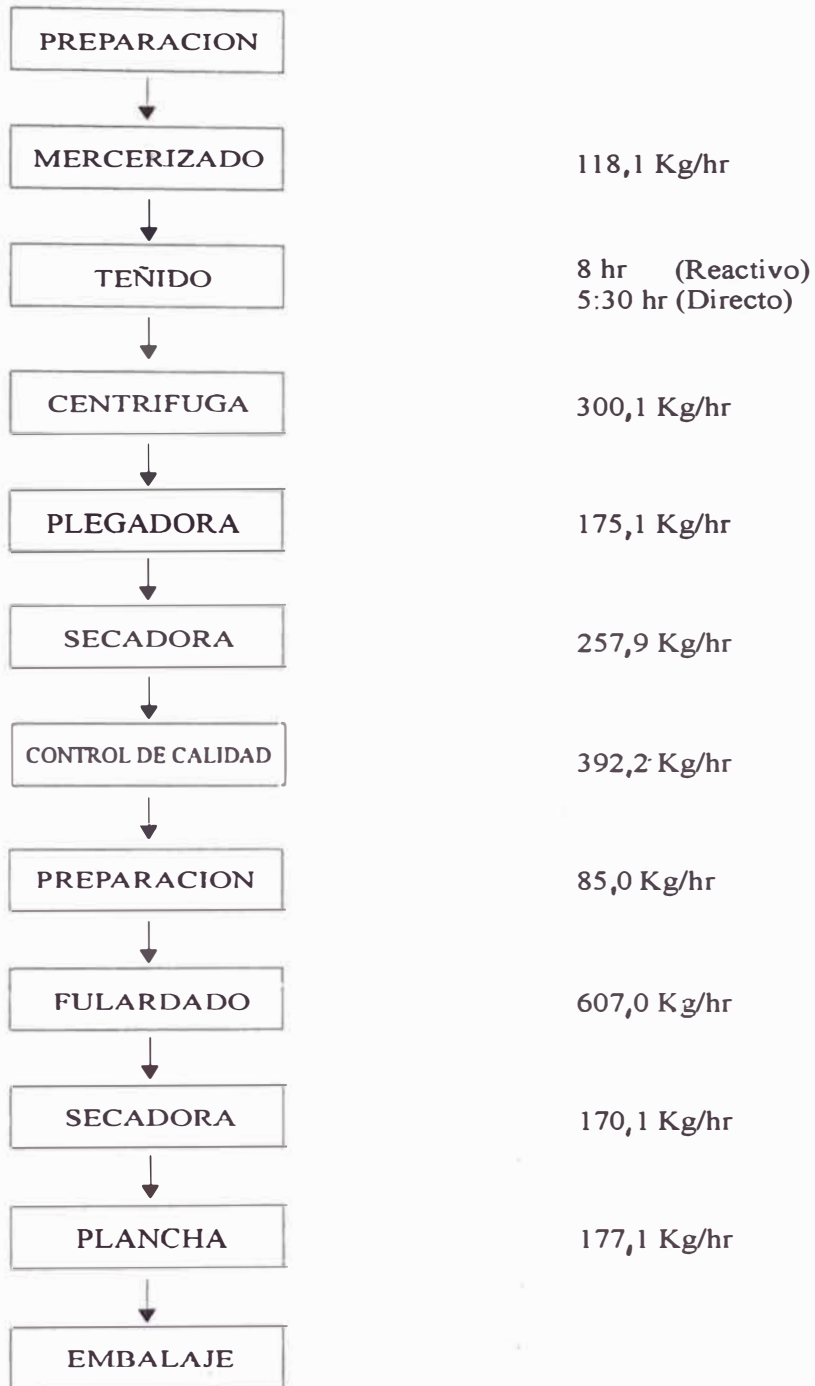 PREPARACION
MERCERIZADO
118,1 Kg/hr
TEÑIDO
8 hr (Reactivo)
5:30 hr (Directo)
CENTRIFUGA
300,1 Kg/hr
PLEGADORA
175,1 Kg/hr
SECADORA
257,9 Kg/hr
CONTROL DE CALIDAD
392,2 Kg/hr
PREPARACION
85,0 Kg/hr
FULARDADO
607,0 Kg/hr
SECADORA
170,1 Kg/hr
PLANCHA
177,1 Kg/hr
EMBALAJE